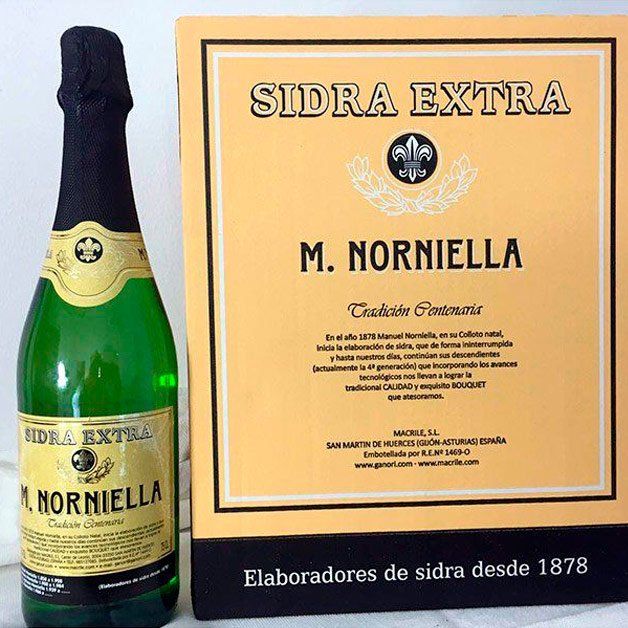 SIDRA EXTRA
M. NORNIELLA
Tradición Centenaria
En el año 1878 Manuel Norniella, en su Colloto natal,
inicia la elaboración de sidra, que de forma ininterrumpida
y hasta nuestros días, continúan sus descendientes
(actualmente la 4ª generación) que incorporando los avances
tecnológicos nos llevan a lograr la
tradicional CALIDAD y exquisito BOUQUET
que atesoramos.
MACRILE, S.L.
SAN MARTIN DE HUERCES (GIJÓN-ASTURIAS) ESPAÑA
Embotellada por R.E.Nº 1469-O
www.ganori.com - www.macrile.com
Elaboradores de sidra desde 1878
SIDRA EXTRA
M. NORNIELLA
Tradición Centenaria